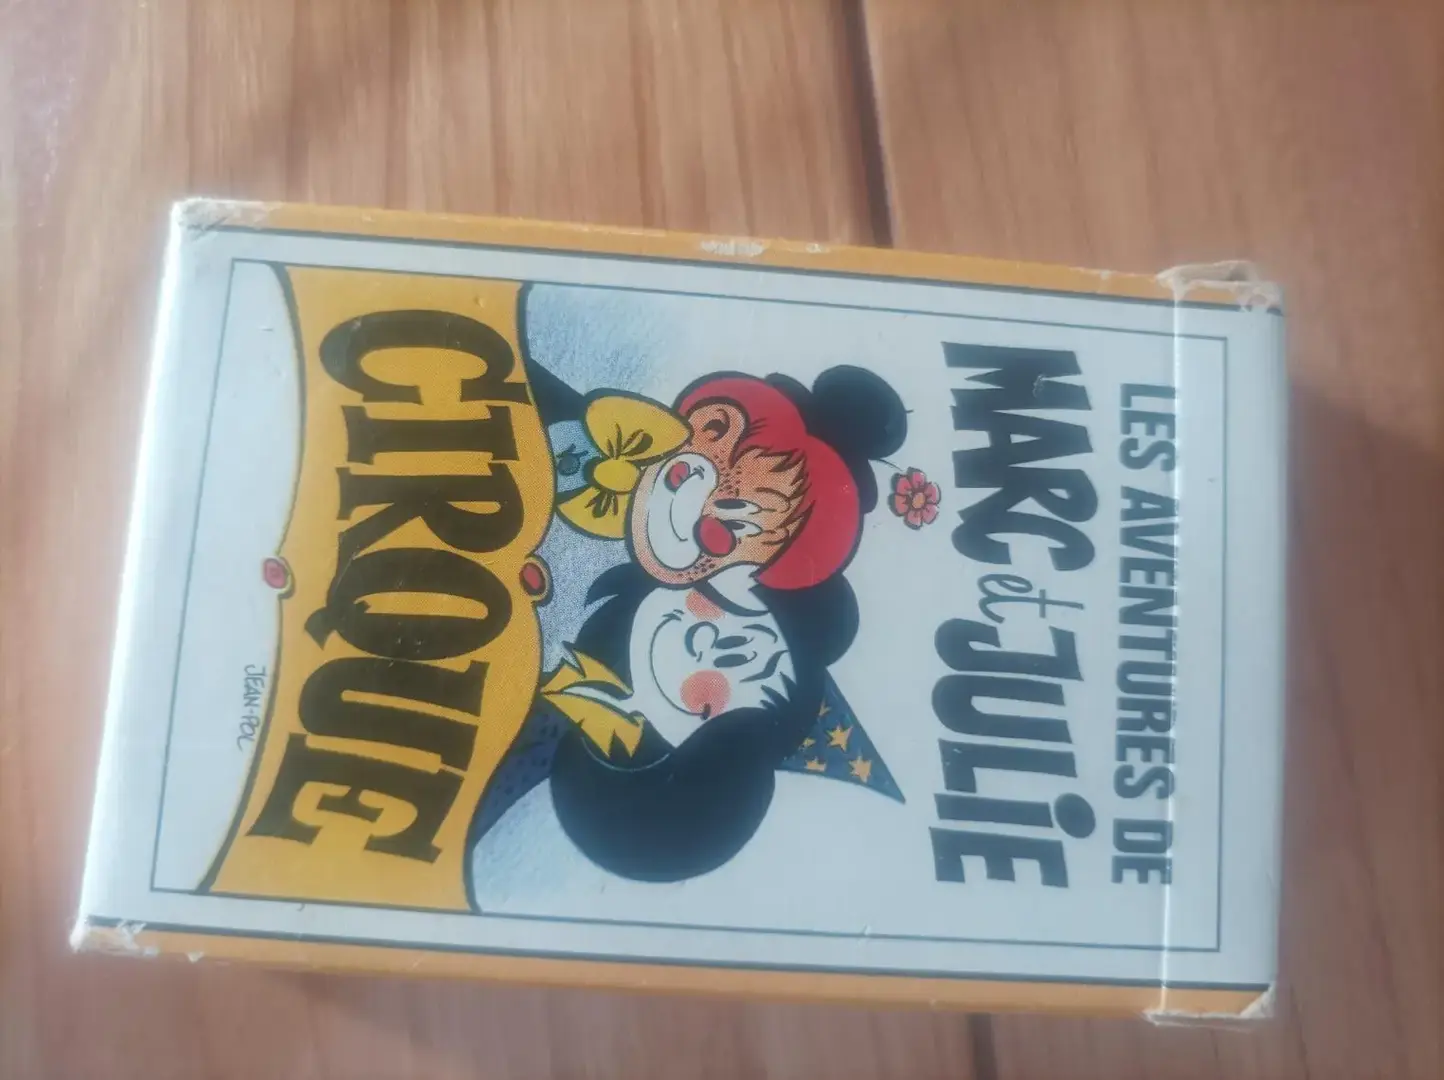 LES AVENTURES DE
MARC et JULiE
CIRQUE
JEAN-POL